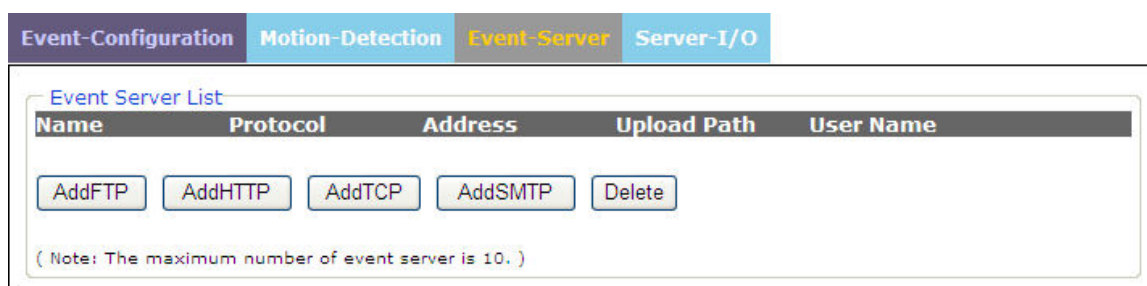 Event-Configuration Motion-Detection Event-Server Server-I/O
Event Server List
Name Protocol Address Upload Path User Name
AddFTP AddHTTP AddTCP AddSMTP Delete
( Note: The maximum number of event server is 10. )